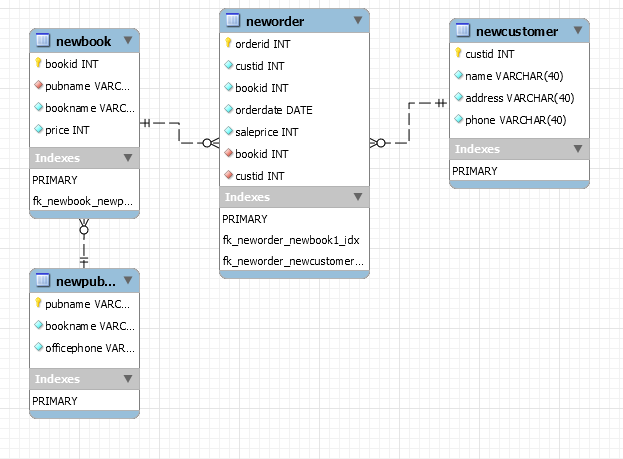 newbook
bookid INT
pubname VARC...
bookname VARC...
price INT
Indexes
PRIMARY
fk_newbook_newp...
neworder
orderid INT
custid INT
bookid INT
orderdate DATE
saleprice INT
bookid INT
custid INT
Indexes
PRIMARY
fk_neworder_newbook1_idx
fk_neworder_newcustomer...
newcustomer
custid INT
name VARCHAR(40)
address VARCHAR(40)
phone VARCHAR(40)
Indexes
PRIMARY
newpub...
pubname VARC...
bookname VARC...
officephone VAR...
Indexes
PRIMARY